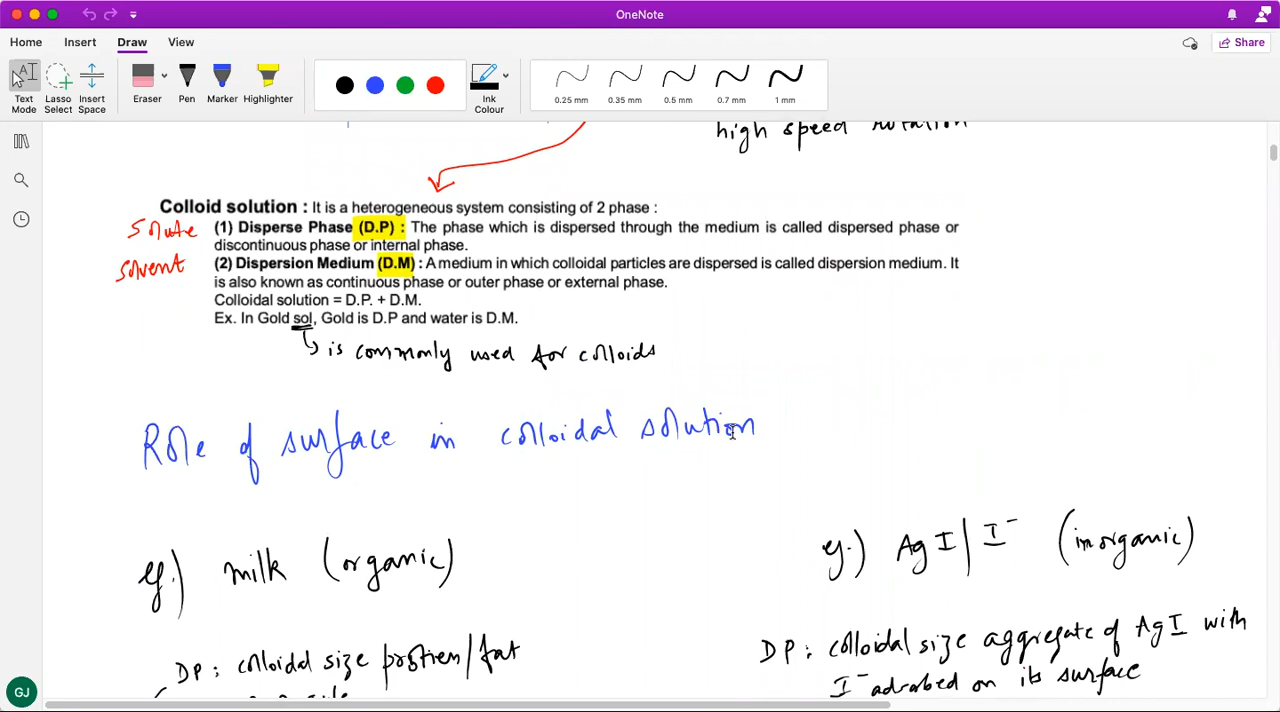 OneNote
Home Insert Draw View
Share
Text Mode
Lasso Select
Insert Space
Eraser
Pen
Marker
Highlighter
Ink Colour
0.25 mm
0.35 mm
0.5 mm
0.7 mm
1 mm
high speed rotation
Colloid solution : It is a heterogeneous system consisting of 2 phase :
solute (1) Disperse Phase (D.P) : The phase which is dispersed through the medium is called dispersed phase or
discontinuous phase or internal phase.
solvent (2) Dispersion Medium (D.M) : A medium in which colloidal particles are dispersed is called dispersion medium. It
is also known as continuous phase or outer phase or external phase.
Colloidal solution = D.P. + D.M.
Ex. In Gold sol, Gold is D.P and water is D.M.
is commonly used for colloids
Role of surface in colloidal solution
eg.) milk (organic)
eg.) AgI | I⁻ (inorganic)
DP : colloidal size protien/fat
DP : colloidal size aggregate of AgI with
I⁻ adrobed on its surface
GJ